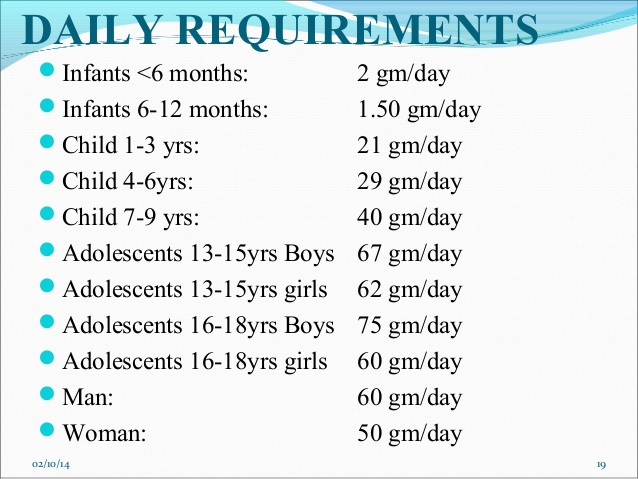 DAILY REQUIREMENTS
Infants <6 months: 2 gm/day
Infants 6-12 months: 1.50 gm/day
Child 1-3 yrs: 21 gm/day
Child 4-6yrs: 29 gm/day
Child 7-9 yrs: 40 gm/day
Adolescents 13-15yrs Boys 67 gm/day
Adolescents 13-15yrs girls 62 gm/day
Adolescents 16-18yrs Boys 75 gm/day
Adolescents 16-18yrs girls 60 gm/day
Man: 60 gm/day
Woman: 50 gm/day
02/10/14 19